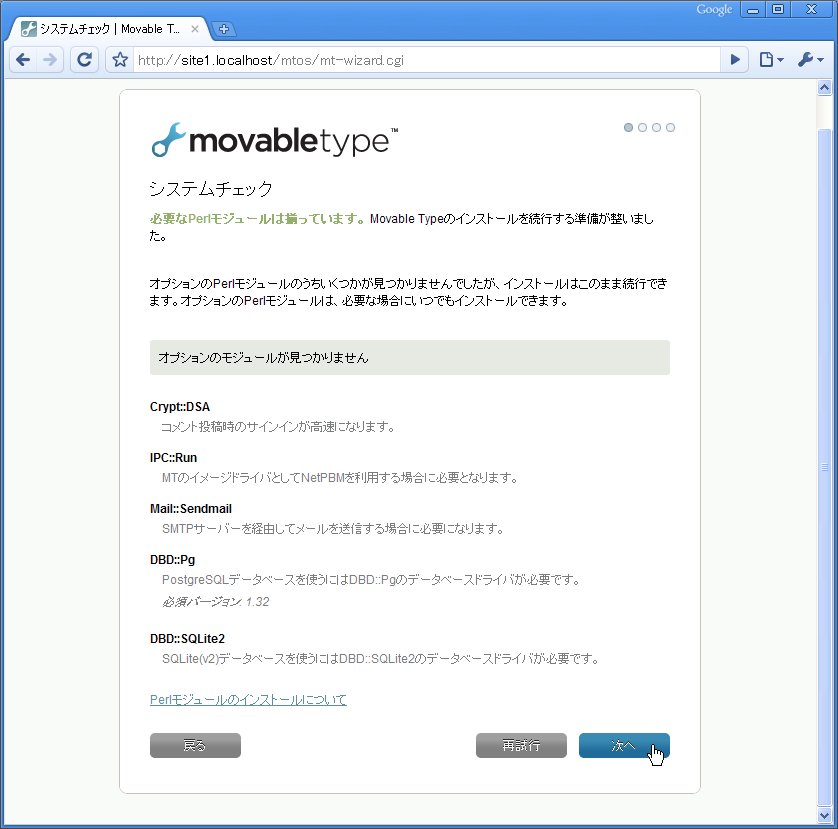 Google
システムチェック | Movable T...
http://site1.localhost/mtos/mt-wizard.cgi
movabletype™
システムチェック
必要なPerlモジュールは揃っています。Movable Typeのインストールを続行する準備が整いまし
た。
オプションのPerlモジュールのうちいくつかが見つかりませんでしたが、インストールはこのまま続行でき
ます。オプションのPerlモジュールは、必要な場合にいつでもインストールできます。
オプションのモジュールが見つかりません
Crypt::DSA
コメント投稿時のサインインが高速になります。
IPC::Run
MTのイメージドライバとしてNetPBMを利用する場合に必要となります。
Mail::Sendmail
SMTPサーバーを経由してメールを送信する場合に必要になります。
DBD::Pg
PostgreSQLデータベースを使うにはDBD::Pgのデータベースドライバが必要です。
必須バージョン: 1.32
DBD::SQLite2
SQLite(v2)データベースを使うにはDBD::SQLite2のデータベースドライバが必要です。
Perlモジュールのインストールについて
戻る
再試行
次へ